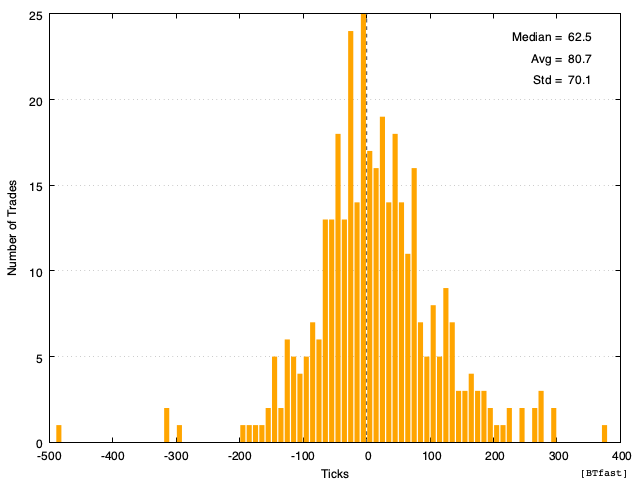 Median = 62.5
Avg = 80.7
Std = 70.1
25
20
15
10
5
0
Number of Trades
-500 -400 -300 -200 -100 0 100 200 300 400
Ticks
[BTfast]